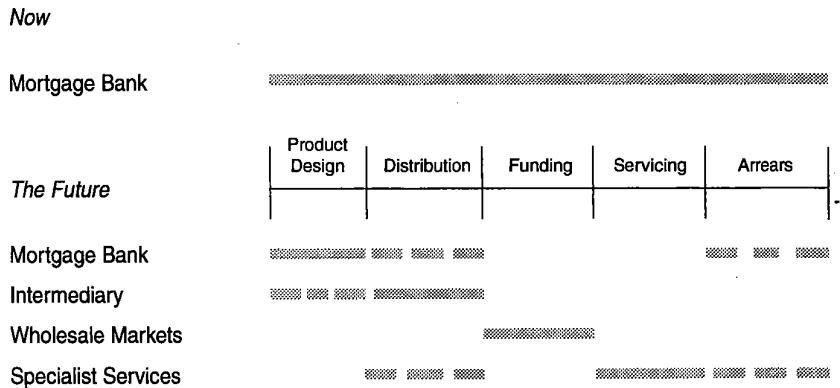 Now
Mortgage Bank
Product
Design
Distribution
Funding
Servicing
Arrears
The Future
Mortgage Bank
Intermediary
Wholesale Markets
Specialist Services